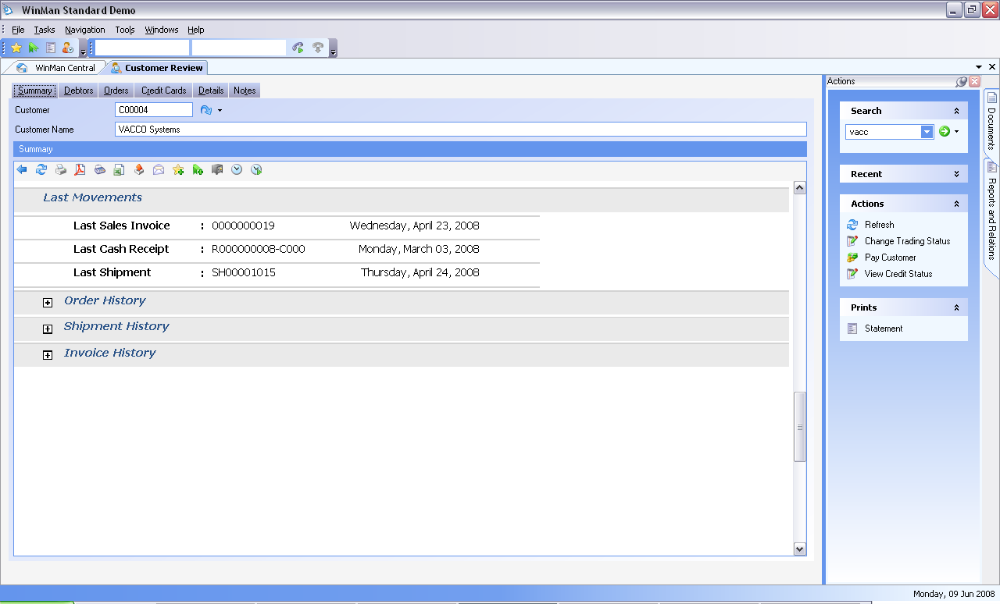 WinMan Standard Demo
File Tasks Navigation Tools Windows Help
WinMan Central Customer Review
Summary Debtors Orders Credit Cards Details Notes
Customer C00004
Customer Name VACCO Systems
Summary
Last Movements
Last Sales Invoice : 0000000019 Wednesday, April 23, 2008
Last Cash Receipt : R000000008-C000 Monday, March 03, 2008
Last Shipment : SH00001015 Thursday, April 24, 2008
Order History
Shipment History
Invoice History
Actions
Search
vacc
Recent
Actions
Refresh
Change Trading Status
Pay Customer
View Credit Status
Prints
Statement
Documents
Reports and Relations
Monday, 09 Jun 2008